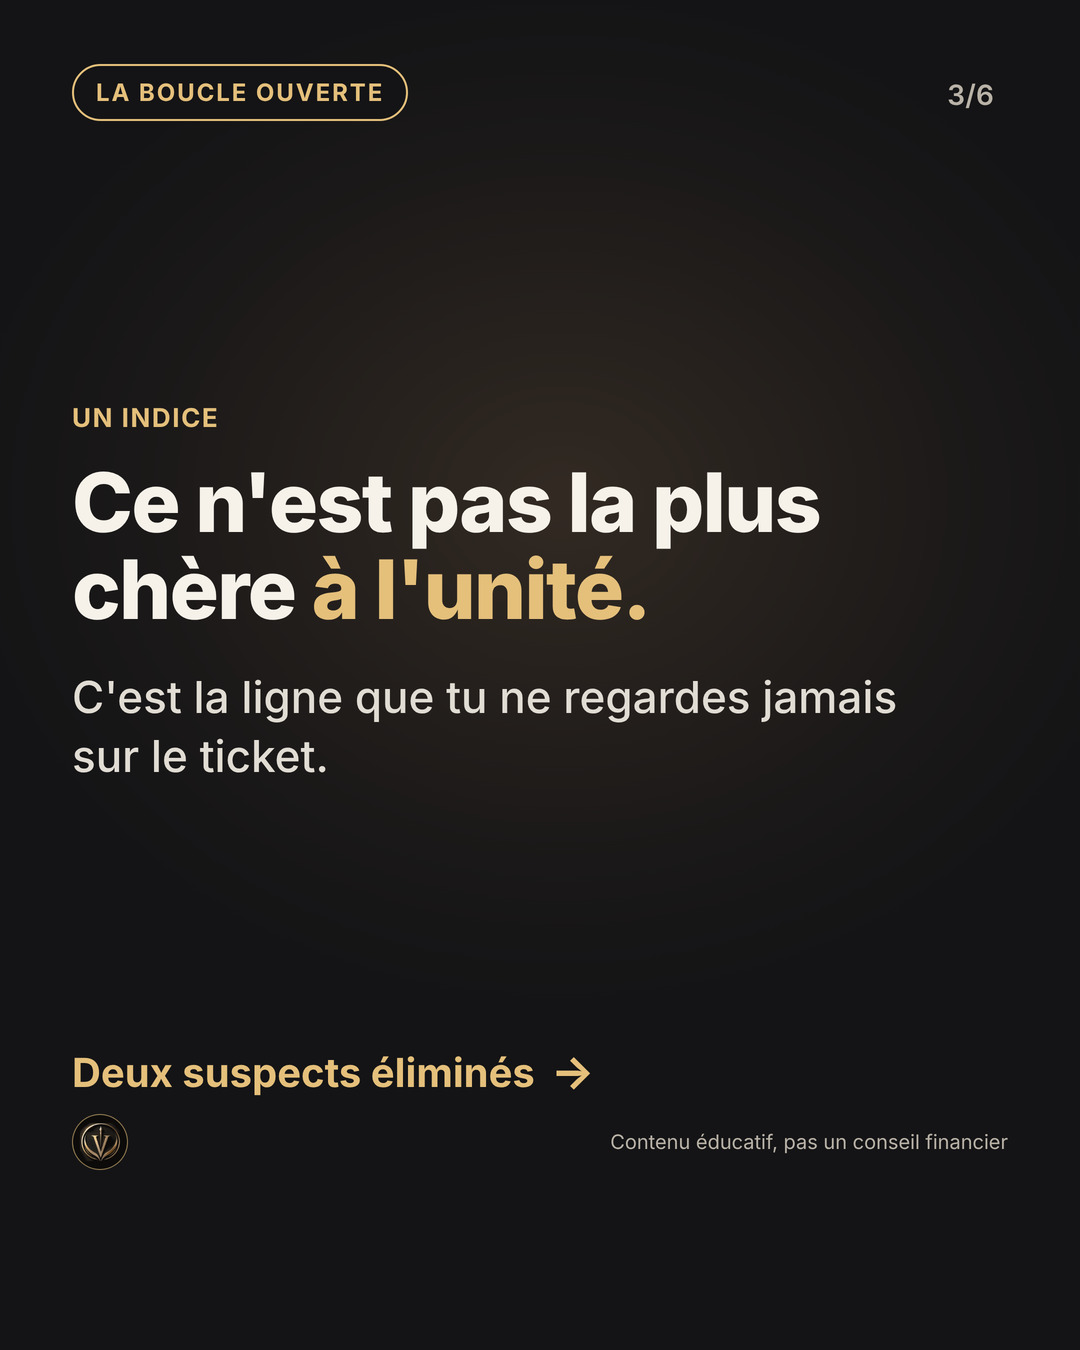 LA BOUCLE OUVERTE
3/6
UN INDICE
Ce n'est pas la plus
chère à l'unité.
C'est la ligne que tu ne regardes jamais
sur le ticket.
Deux suspects éliminés →
V
Contenu éducatif, pas un conseil financier